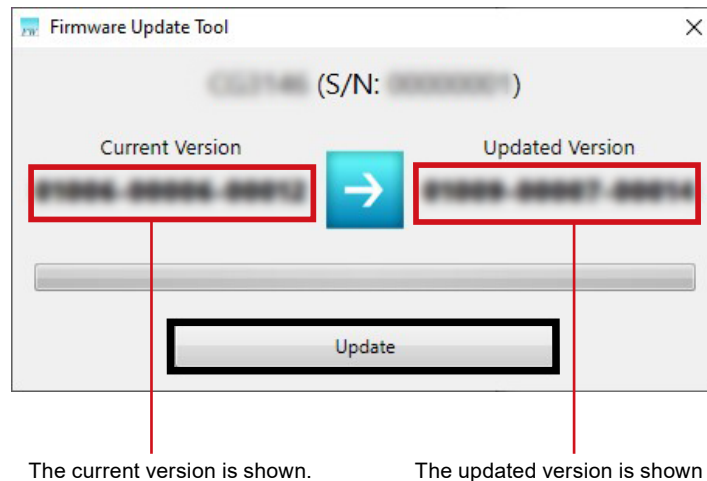 Firmware Update Tool
(S/N: )
Current Version
Updated Version
Update
The current version is shown.
The updated version is shown